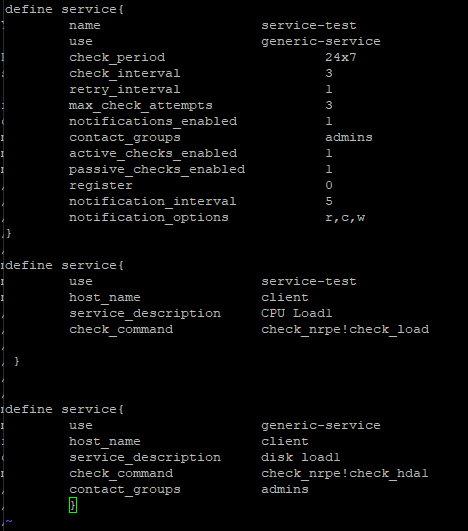 define service{
name service-test
use generic-service
check_period 24x7
check_interval 3
retry_interval 1
max_check_attempts 3
notifications_enabled 1
contact_groups admins
active_checks_enabled 1
passive_checks_enabled 1
register 0
notification_interval 5
notification_options r,c,w
}
define service{
use service-test
host_name client
service_description CPU Load1
check_command check_nrpe!check_load
}
define service{
use generic-service
host_name client
service_description disk load1
check_command check_nrpe!check_hda1
contact_groups admins
}
~